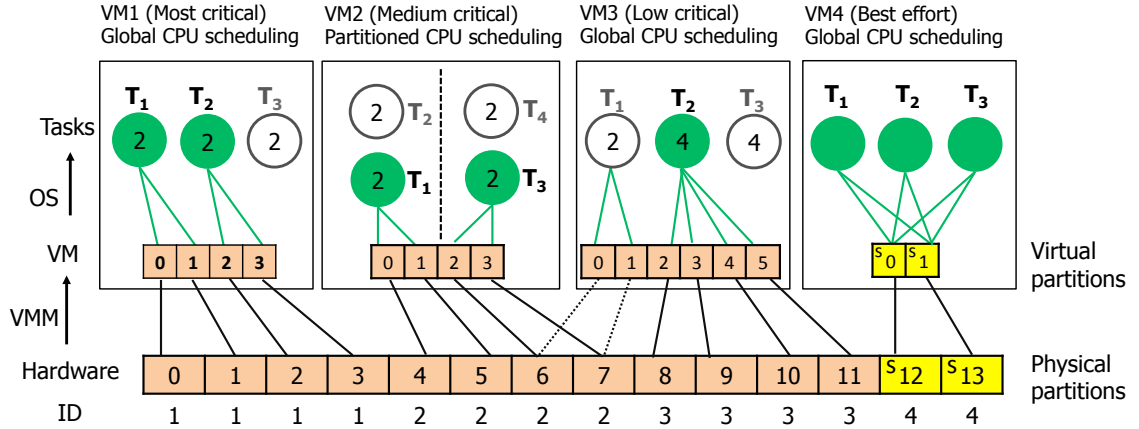 VM1 (Most critical)
Global CPU scheduling
VM2 (Medium critical)
Partitioned CPU scheduling
VM3 (Low critical)
Global CPU scheduling
VM4 (Best effort)
Global CPU scheduling
Tasks
OS
VM
VMM
Hardware
ID
T1 T2 T3
2 2 2
0 1 2 3
2 T2 2 T4
2 T1 2 T3
0 1 2 3
T1 T2 T3
2 4 4
0 1 2 3 4 5
T1 T2 T3
S0 S1
Virtual
partitions
0 1 2 3 4 5 6 7 8 9 10 11 S12 S13
Physical
partitions
1 1 1 1 2 2 2 2 3 3 3 3 4 4